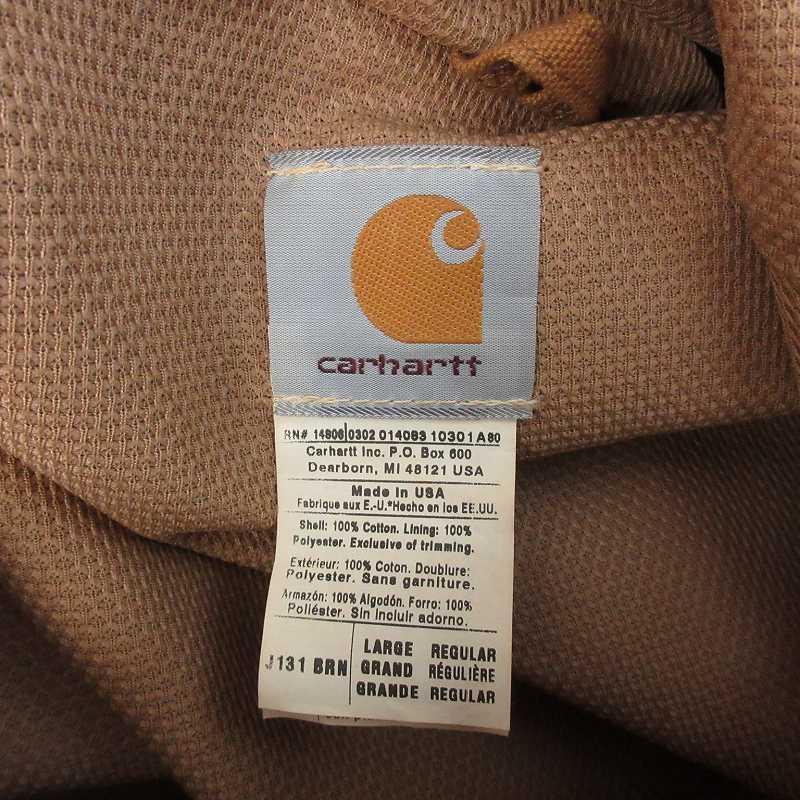 carhartt
RN# 14806 0302 014083 10301 A80
Carhartt Inc. P.O. Box 600
Dearborn, MI 48121 USA
Made in USA
Fabrique aux E.-U.*Hecho en los EE.UU.
Shell: 100% Cotton. Lining: 100%
Polyester. Exclusive of trimming.
Extérieur: 100% Coton. Doublure:
Polyester. Sans garniture.
Armazón: 100% Algodón. Forro: 100%
Poliéster. Sin incluir adorno.
J131 BRN
LARGE REGULAR
GRAND RÉGULIÈRE
GRANDE REGULAR